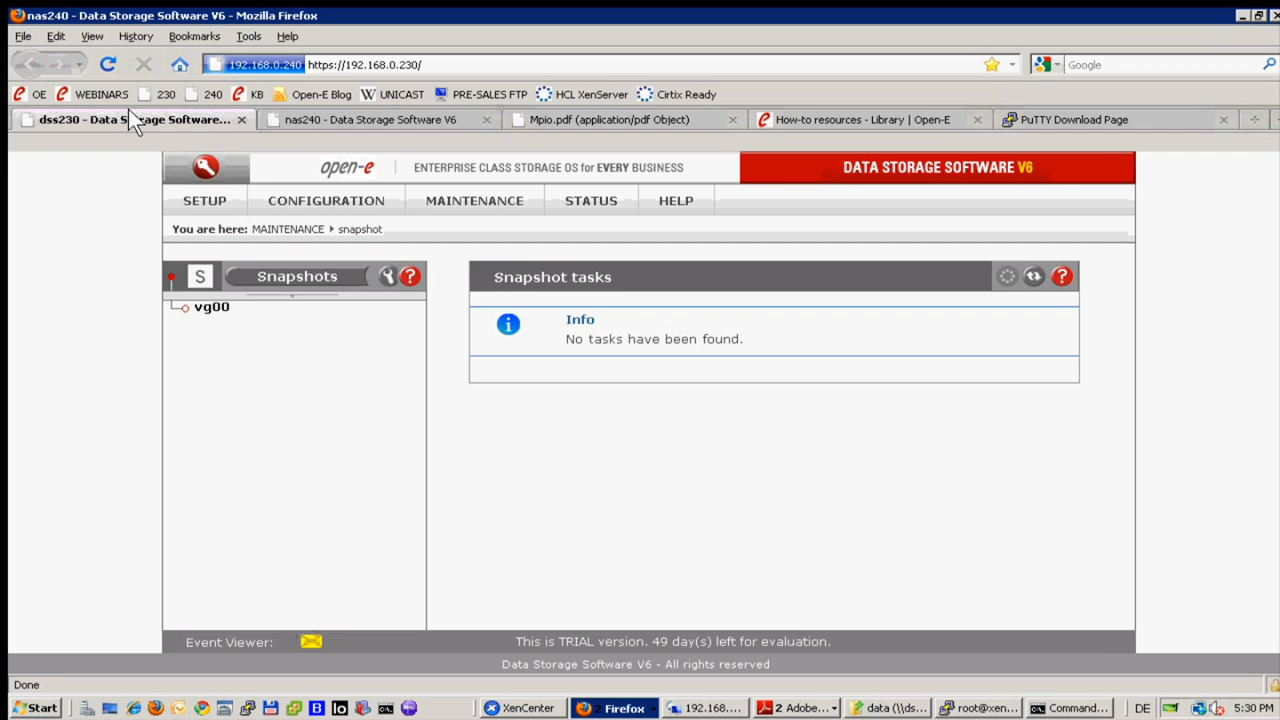 nas240 - Data Storage Software V6 - Mozilla Firefox
File Edit View History Bookmarks Tools Help
192.168.0.240 https://192.168.0.230/ Google
OE WEBINARS 230 240 KB Open-E Blog UNICAST PRE-SALES FTP HCL XenServer Cirtix Ready
dss230 - Data Storage Software... nas240 - Data Storage Software V6 Mpio.pdf (application/pdf Object) How-to resources - Library | Open-E PuTTY Download Page
open-e ENTERPRISE CLASS STORAGE OS for EVERY BUSINESS DATA STORAGE SOFTWARE V6
SETUP CONFIGURATION MAINTENANCE STATUS HELP
You are here: MAINTENANCE snapshot
S Snapshots ? Snapshot tasks ?
vg00
Info
No tasks have been found.
Event Viewer: This is TRIAL version. 49 day(s) left for evaluation.
Data Storage Software V6 - All rights reserved
Done
Start XenCenter 2 Firefox 192.168.... 2 Adobe... data (\\ds... root@xen... Command... DE 5:30 PM